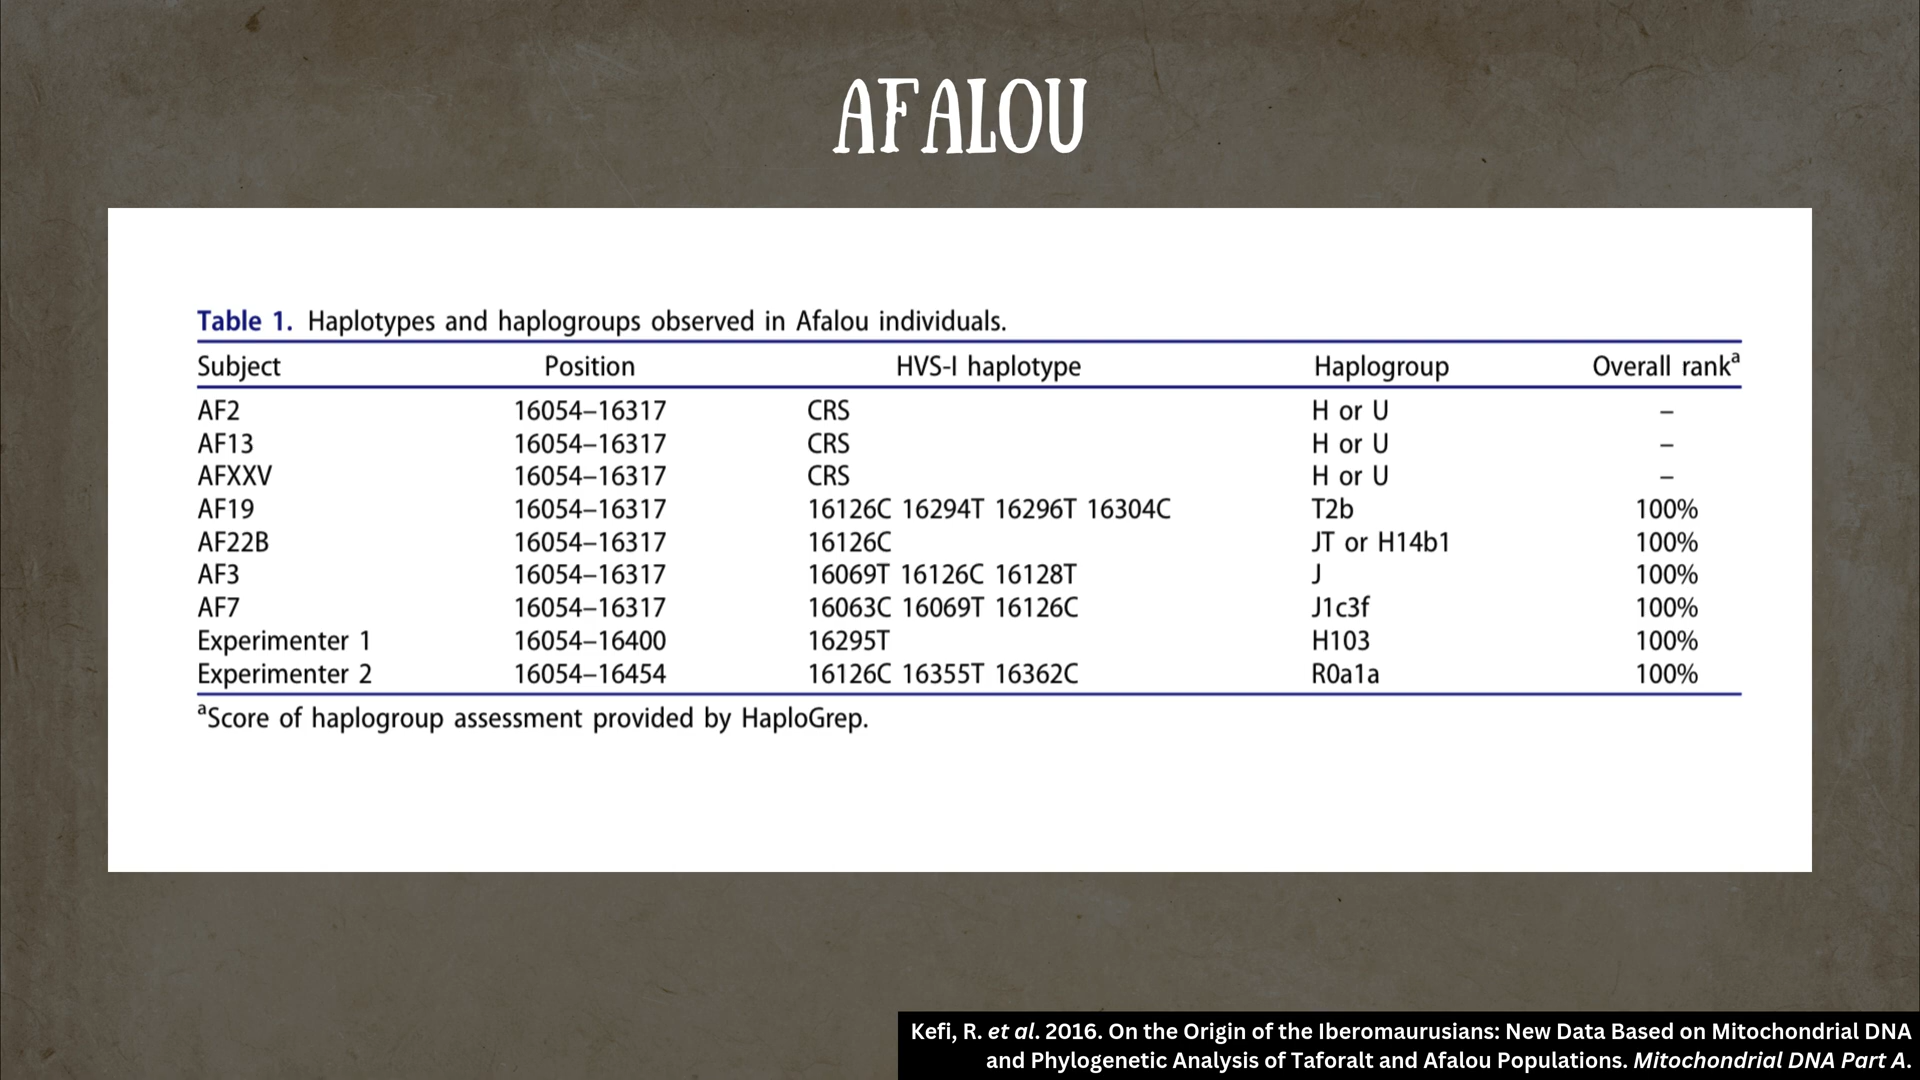 AFALOU
Table 1. Haplotypes and haplogroups observed in Afalou individuals.
Subject Position HVS-I haplotype Haplogroup Overall rankᵃ
AF2 16054–16317 CRS H or U –
AF13 16054–16317 CRS H or U –
AFXXV 16054–16317 CRS H or U –
AF19 16054–16317 16126C 16294T 16296T 16304C T2b 100%
AF22B 16054–16317 16126C JT or H14b1 100%
AF3 16054–16317 16069T 16126C 16128T J 100%
AF7 16054–16317 16063C 16069T 16126C J1c3f 100%
Experimenter 1 16054–16400 16295T H103 100%
Experimenter 2 16054–16454 16126C 16355T 16362C R0a1a 100%
ᵃScore of haplogroup assessment provided by HaploGrep.
Kefi, R. et al. 2016. On the Origin of the Iberomaurusians: New Data Based on Mitochondrial DNA
and Phylogenetic Analysis of Taforalt and Afalou Populations. Mitochondrial DNA Part A.